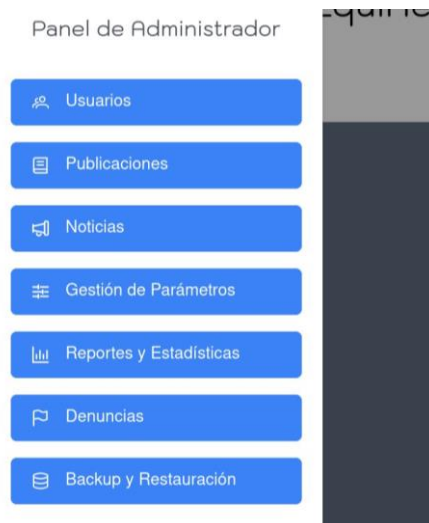 Panel de Administrador
Usuarios
Publicaciones
Noticias
Gestión de Parámetros
Reportes y Estadísticas
Denuncias
Backup y Restauración